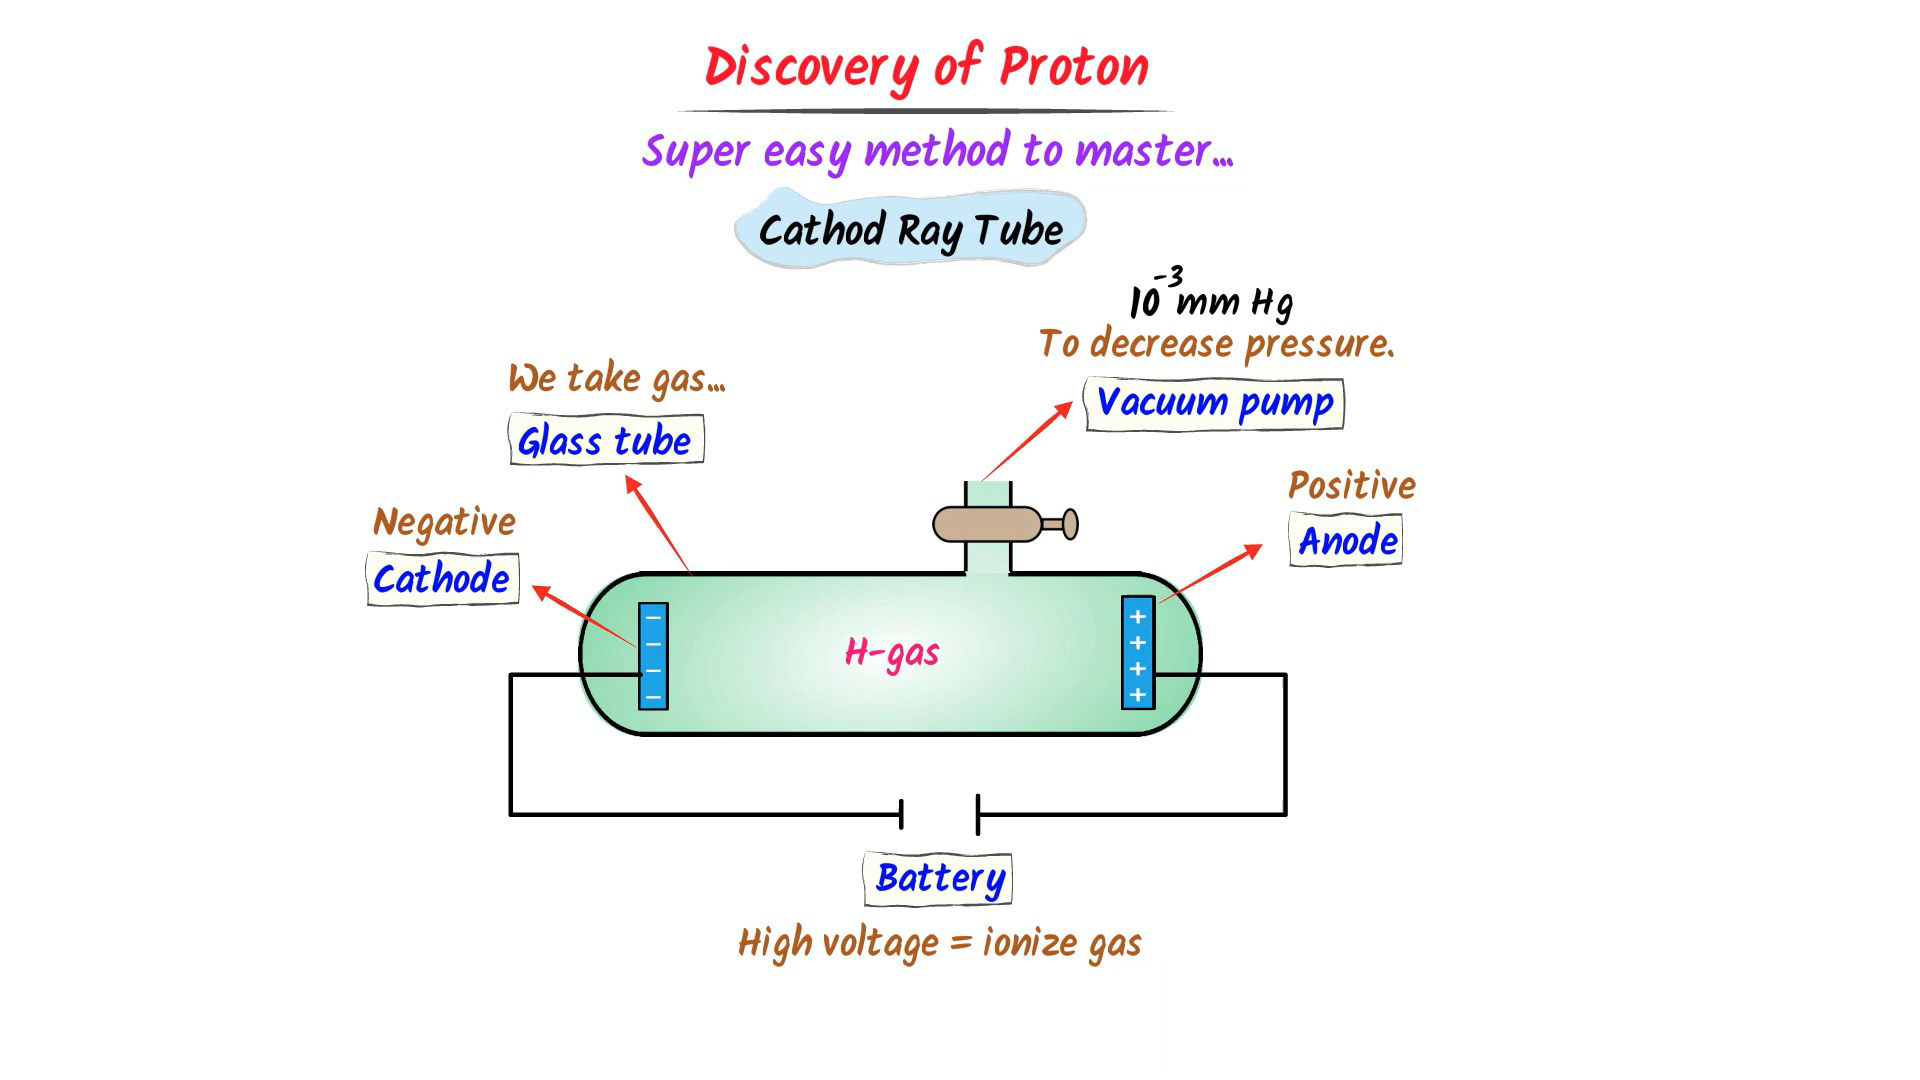 Discovery of Proton
Super easy method to master...
Cathod Ray Tube
10⁻³ mm Hg
To decrease pressure.
Vacuum pump
We take gas...
Glass tube
Positive
Anode
Negative
Cathode
− + 
− +
H-gas
− +
− +
Battery
High voltage = ionize gas